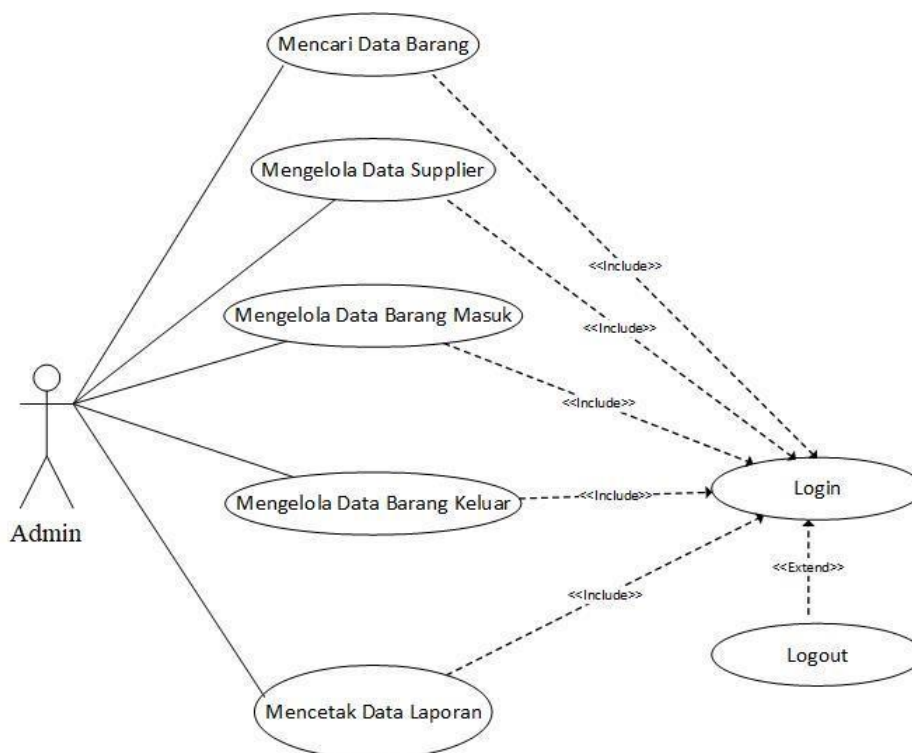 Mencari Data Barang
Mengelola Data Supplier
<<Include>>
Mengelola Data Barang Masuk
<<Include>>
<<Include>>
Admin
Mengelola Data Barang Keluar
<<Include>>
Login
<<Include>>
<<Extend>>
Logout
Mencetak Data Laporan